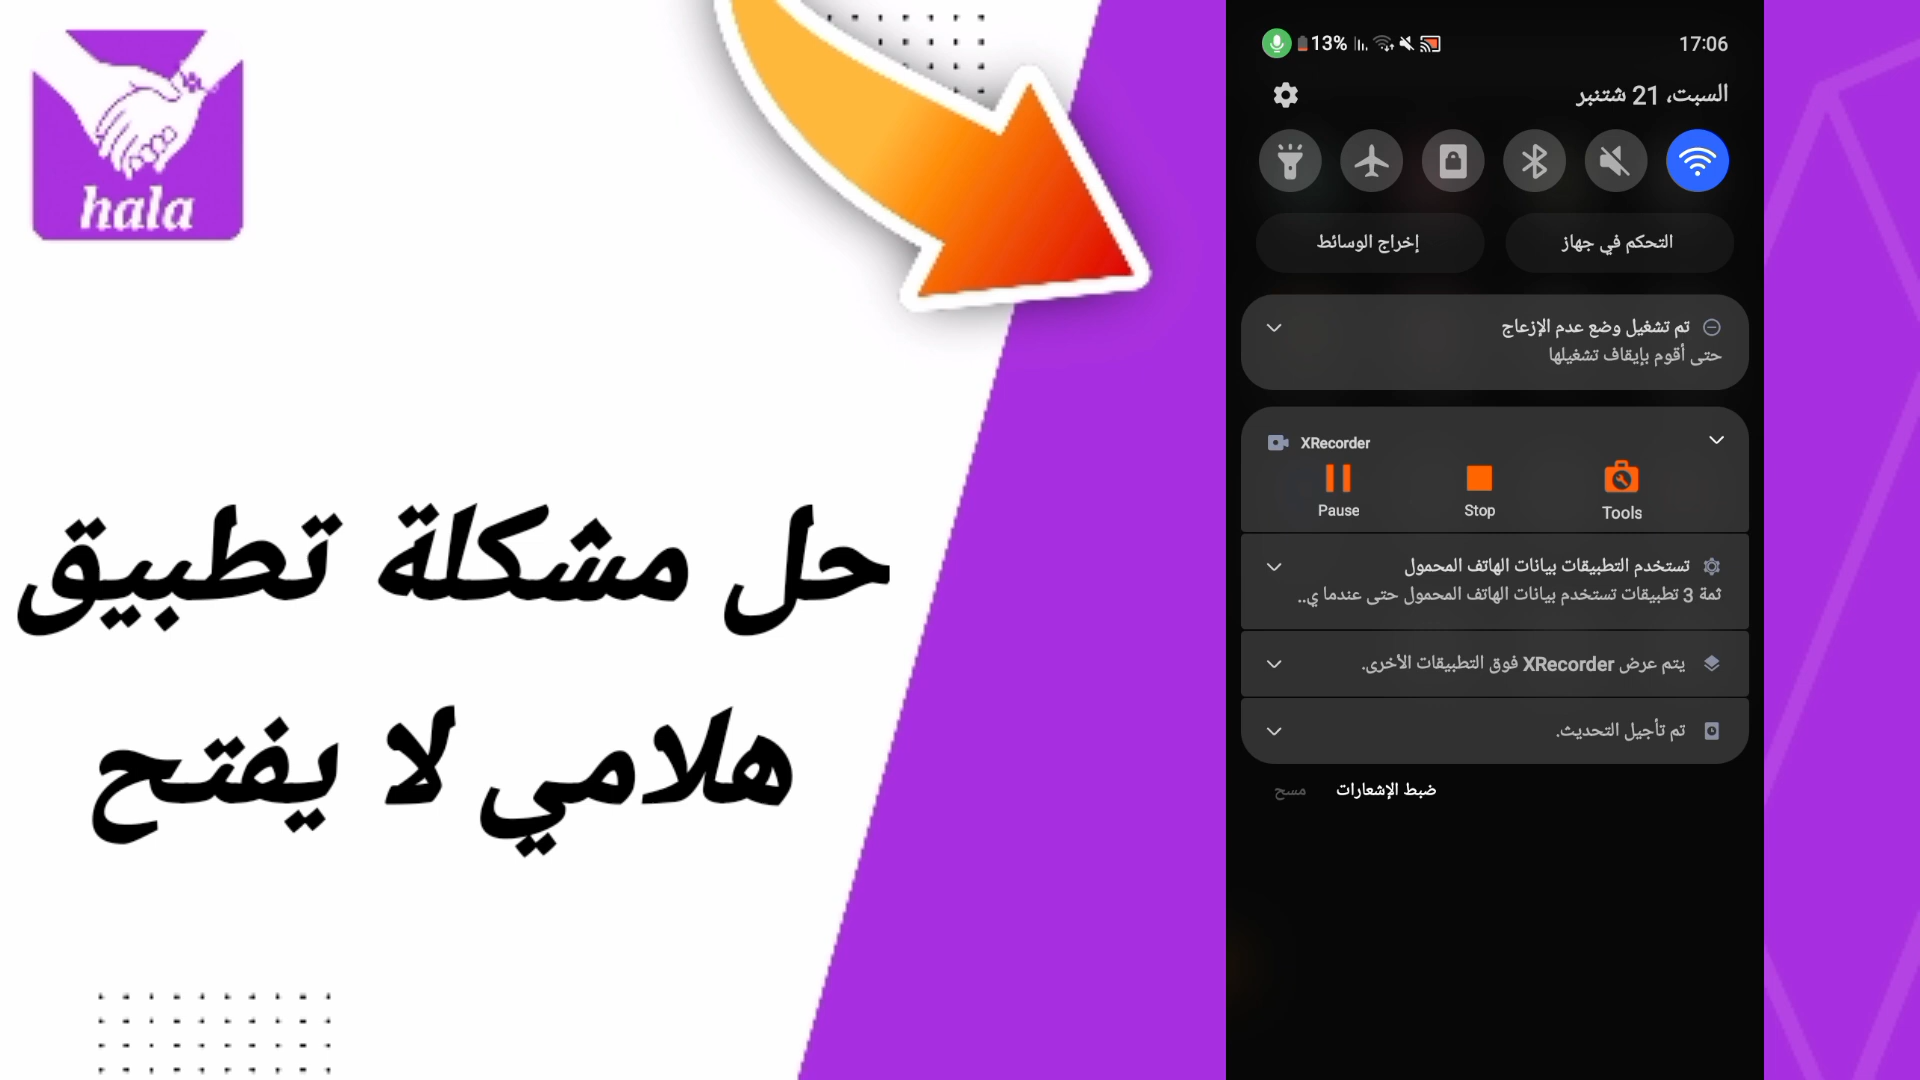 hala
حل مشكلة تطبيق
هلامي لا يفتح
13%
17:06
السبت، 21 شتنبر
إخراج الوسائط
التحكم في جهاز
تم تشغيل وضع عدم الإزعاج
حتى أقوم بإيقاف تشغيلها
XRecorder
Pause
Stop
Tools
تستخدم التطبيقات بيانات الهاتف المحمول
ثمة 3 تطبيقات تستخدم بيانات الهاتف المحمول حتى عندما ي..
يتم عرض XRecorder فوق التطبيقات الأخرى.
تم تأجيل التحديث.
ضبط الإشعارات
مسح